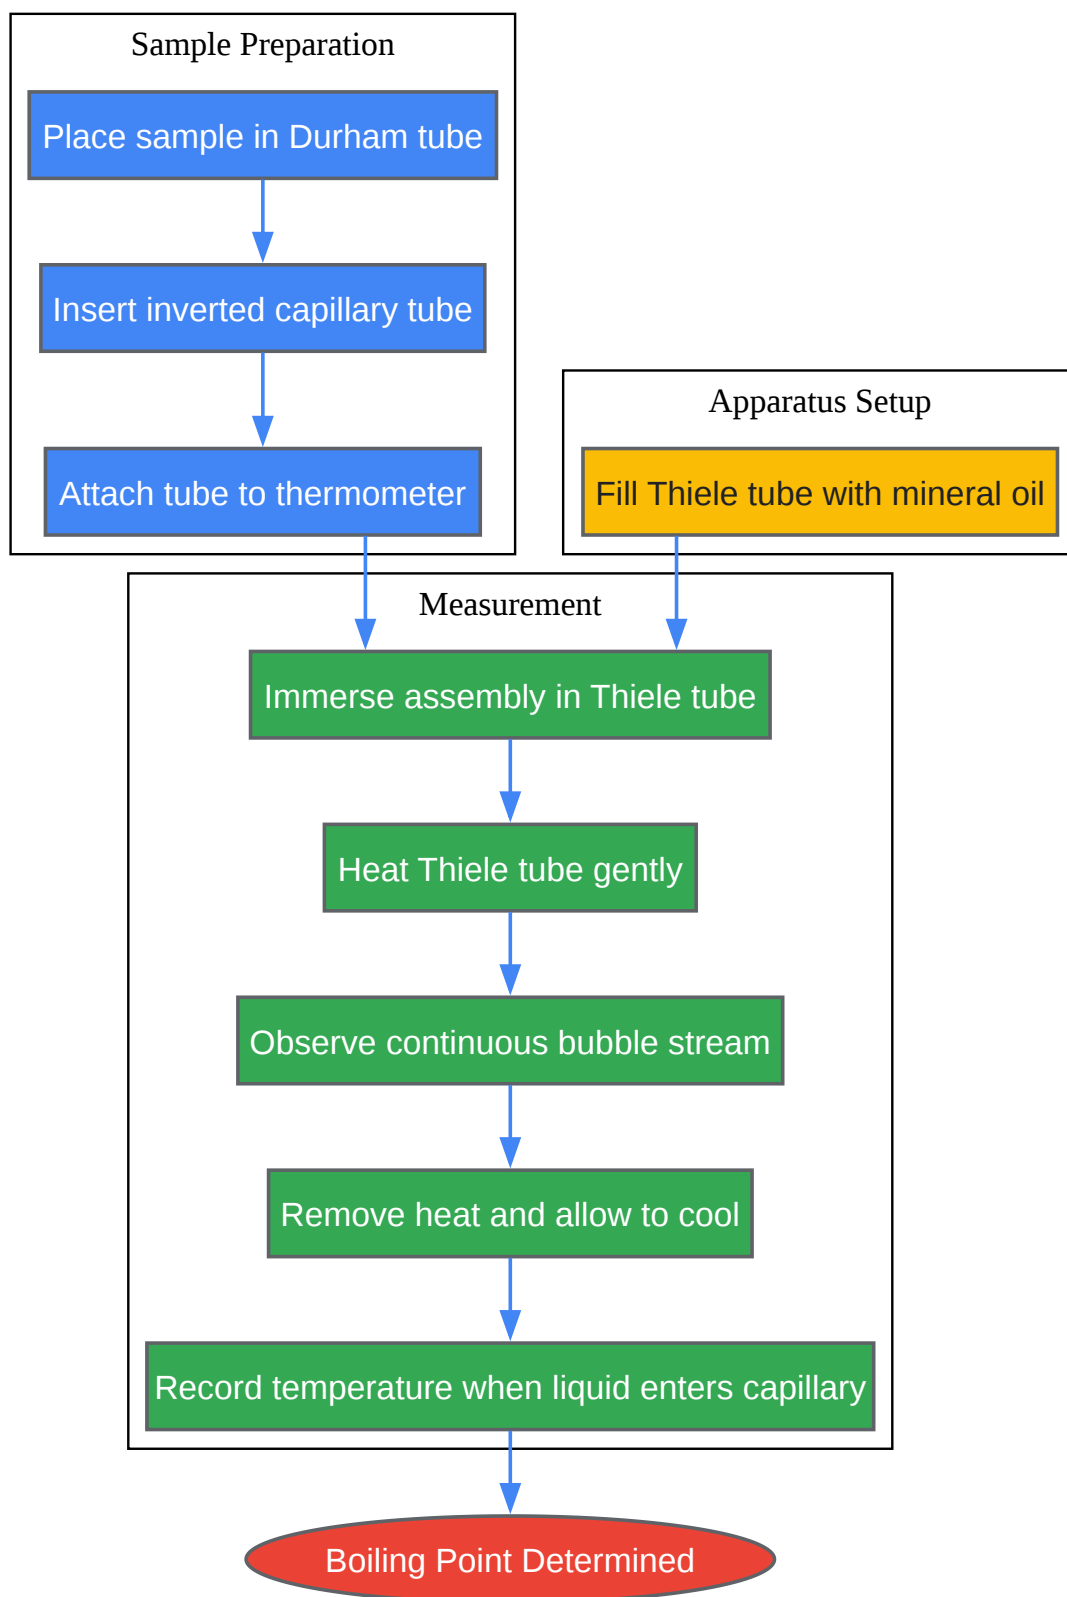 Sample Preparation
Place sample in Durham tube
Insert inverted capillary tube
Attach tube to thermometer
Apparatus Setup
Fill Thiele tube with mineral oil
Measurement
Immerse assembly in Thiele tube
Heat Thiele tube gently
Observe continuous bubble stream
Remove heat and allow to cool
Record temperature when liquid enters capillary
Boiling Point Determined